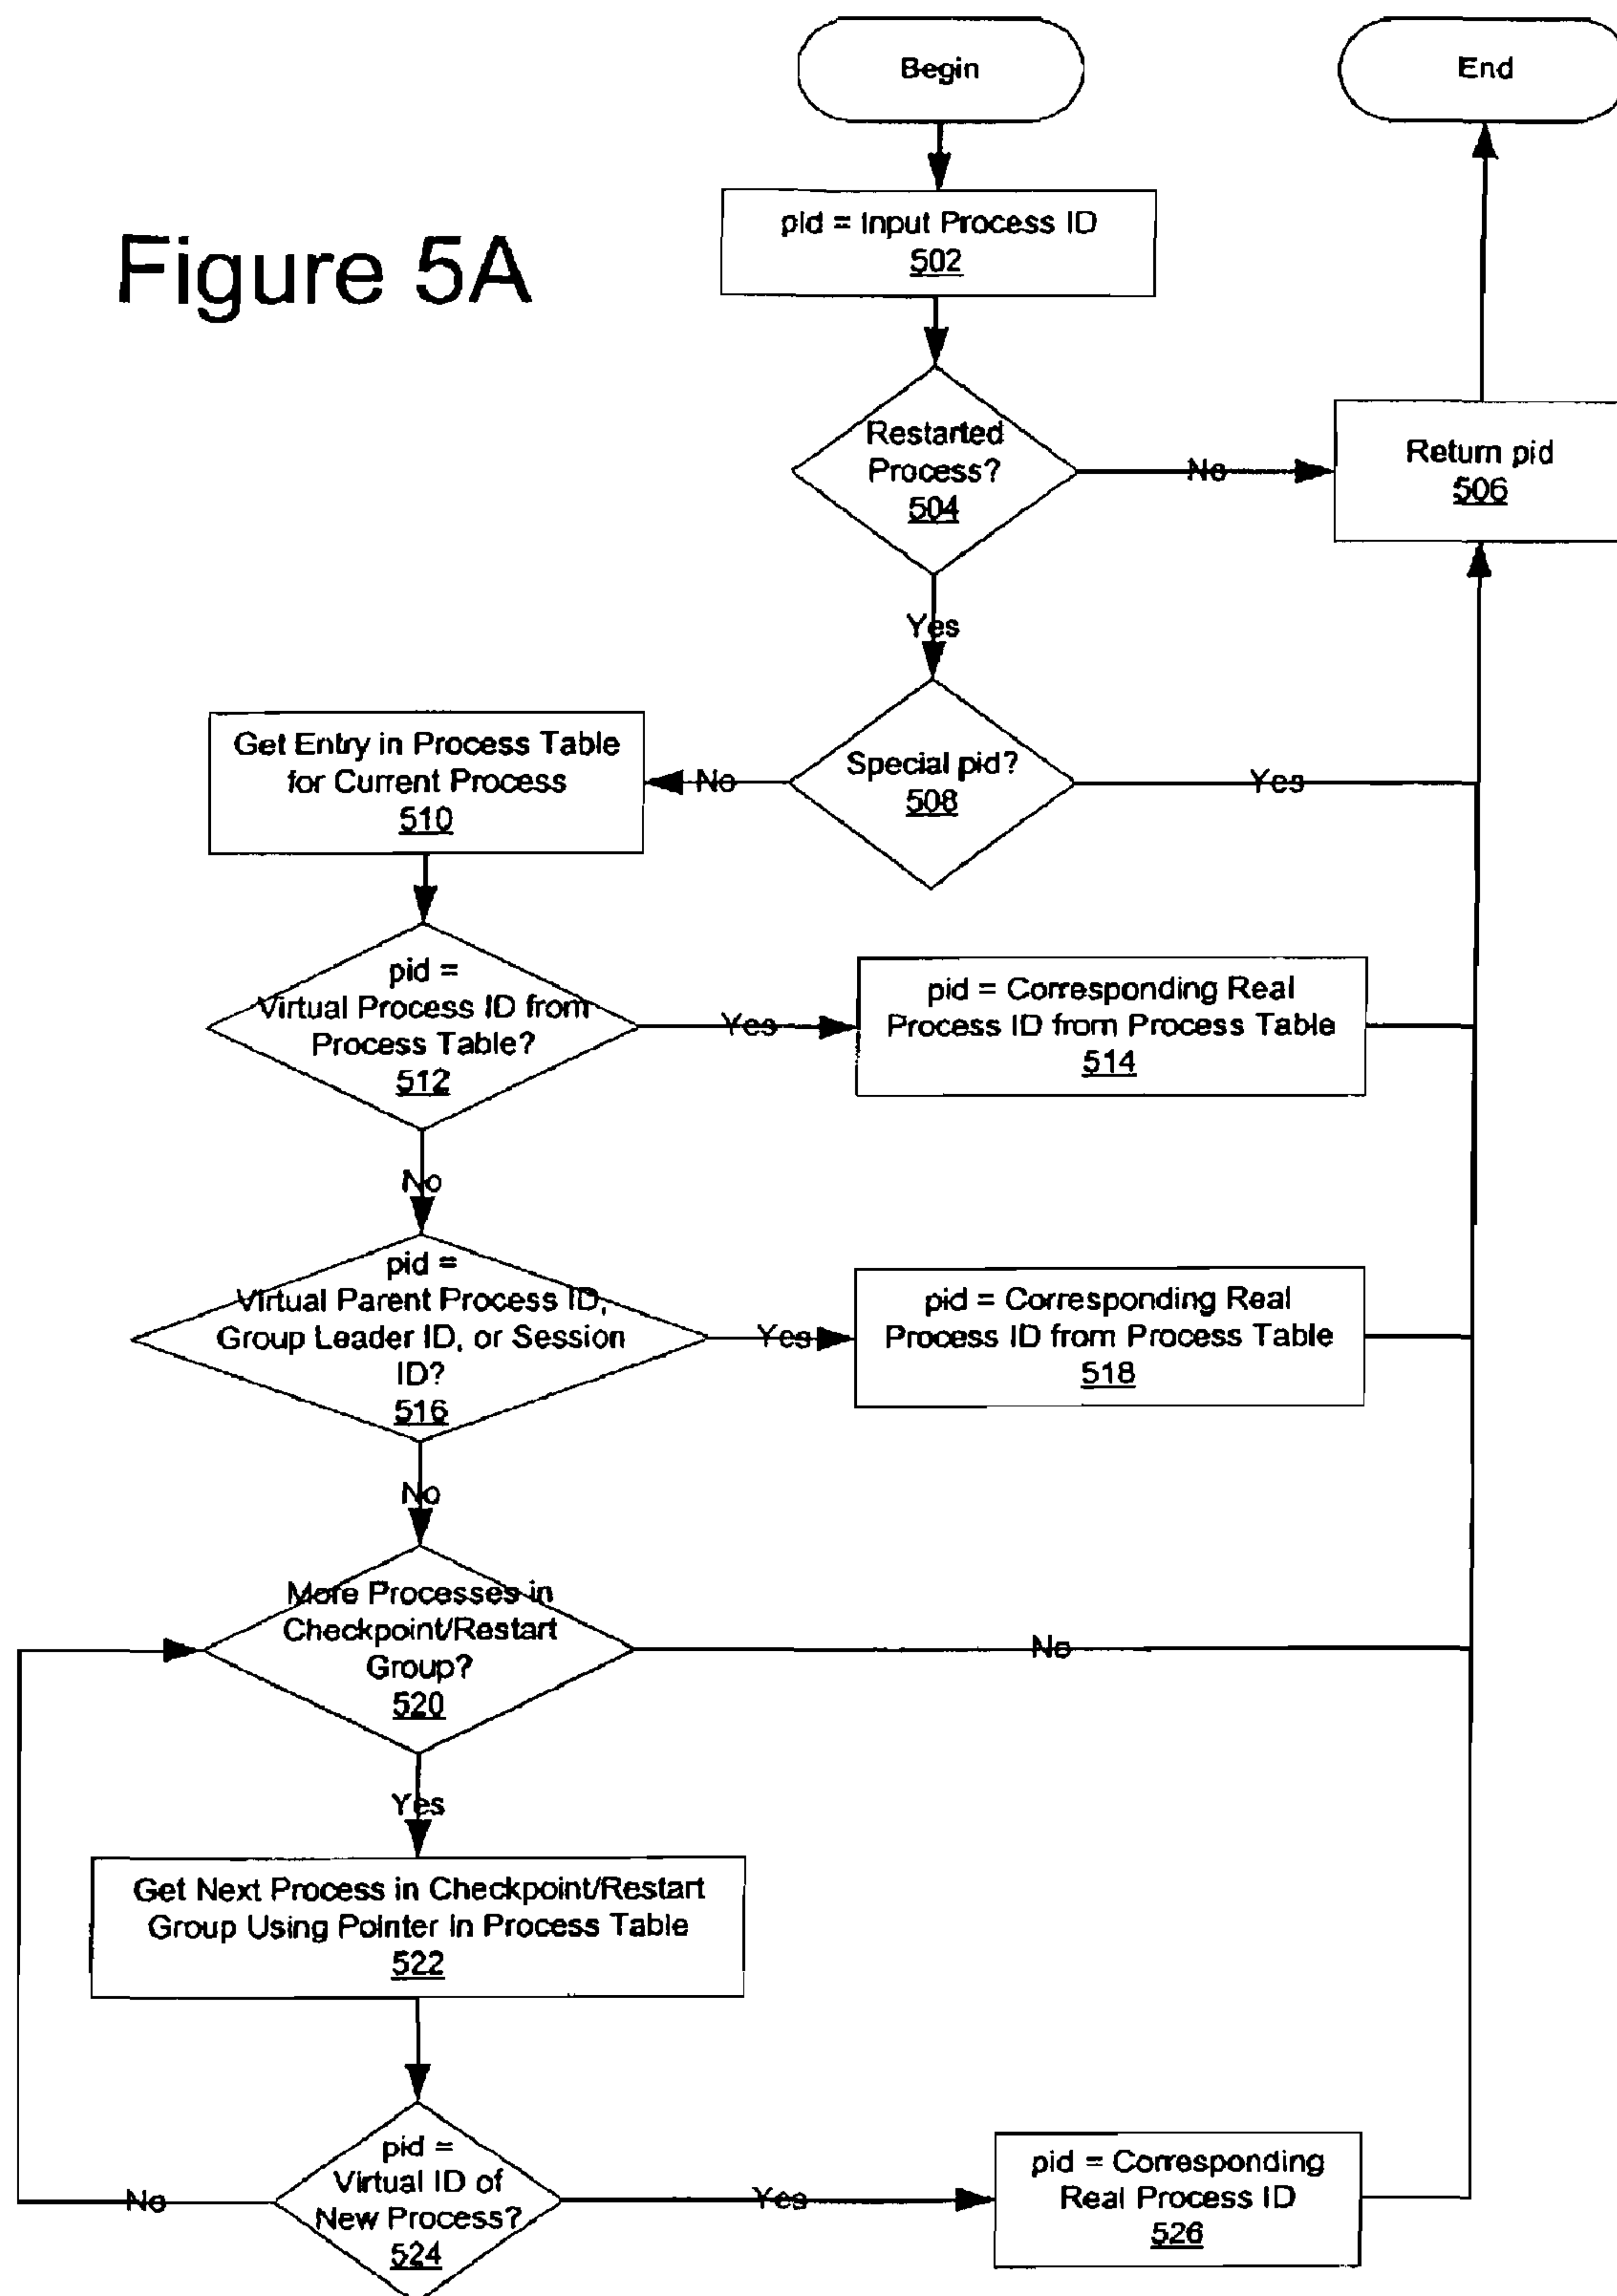 Begin
End
Figure 5A
pid = Input Process ID
502
Restarted
Process?
504
No
Return pid
506
Yes
Special pid?
508
No
Yes
Get Entry in Process Table
for Current Process
510
pid =
Virtual Process ID from
Process Table?
512
Yes
pid = Corresponding Real
Process ID from Process Table
514
No
pid =
Virtual Parent Process ID,
Group Leader ID, or Session
ID?
516
Yes
pid = Corresponding Real
Process ID from Process Table
518
No
More Processes in
Checkpoint/Restart
Group?
520
No
Yes
Get Next Process in Checkpoint/Restart
Group Using Pointer in Process Table
522
pid =
Virtual ID of
New Process?
524
No
Yes
pid = Corresponding
Real Process ID
526